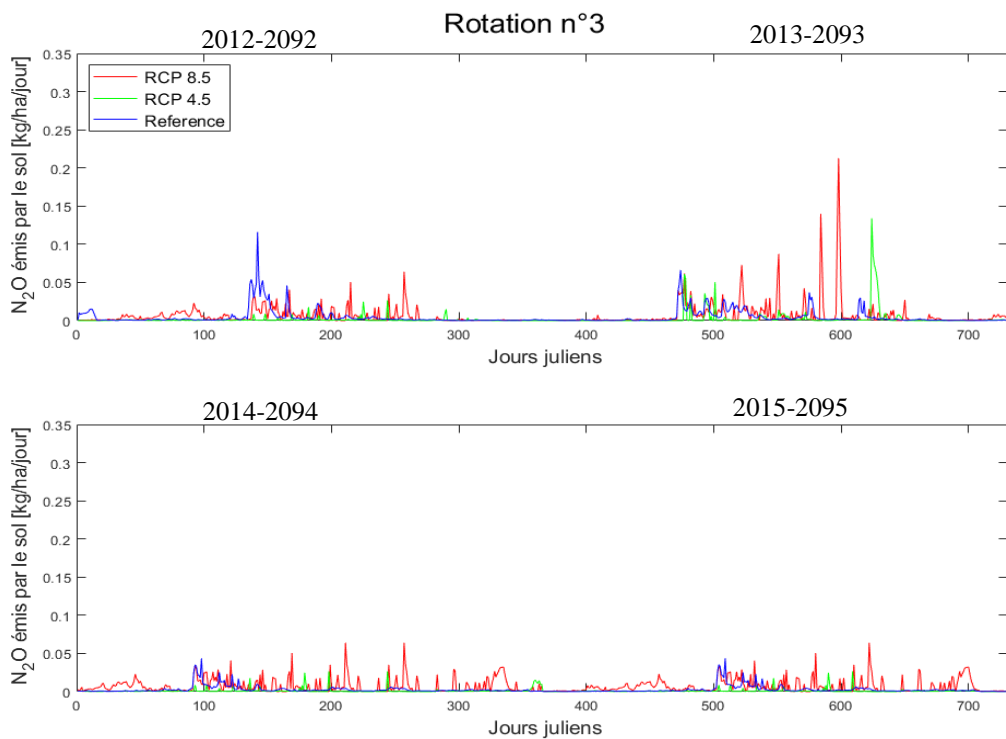 Rotation n°3
2012-2092
2013-2093
N2O émis par le sol [kg/ha/jour]
0.35
0.3
0.25
0.2
0.15
0.1
0.05
0
RCP 8.5
RCP 4.5
Reference
0 100 200 300 400 500 600 700
Jours juliens
2014-2094
2015-2095
N2O émis par le sol [kg/ha/jour]
0.35
0.3
0.25
0.2
0.15
0.1
0.05
0
0 100 200 300 400 500 600 700
Jours juliens